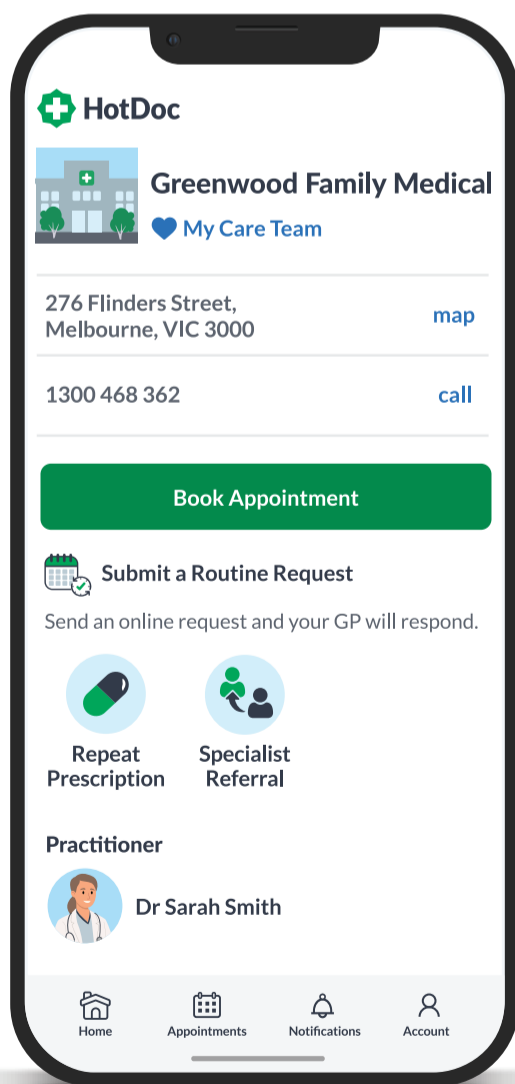 HotDoc
Greenwood Family Medical
My Care Team
276 Flinders Street,
Melbourne, VIC 3000
map
1300 468 362
call
Book Appointment
Submit a Routine Request
Send an online request and your GP will respond.
Repeat
Prescription
Specialist
Referral
Practitioner
Dr Sarah Smith
Home
Appointments
Notifications
Account